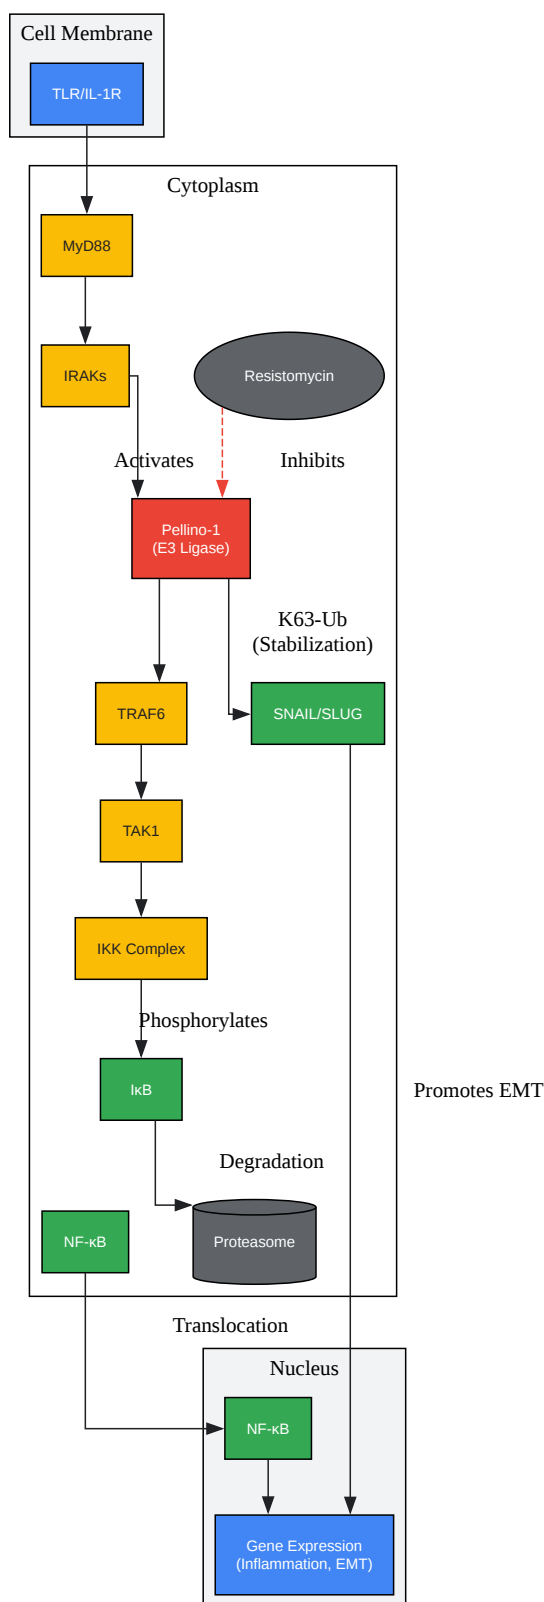 Cell Membrane
TLR/IL-1R
Cytoplasm
MyD88
IRAKs
Resistomycin
Activates
Inhibits
Pellino-1
(E3 Ligase)
K63-Ub
(Stabilization)
TRAF6
SNAIL/SLUG
TAK1
IKK Complex
Phosphorylates
IκB
Promotes EMT
Degradation
NF-κB
Proteasome
Translocation
Nucleus
NF-κB
Gene Expression
(Inflammation, EMT)